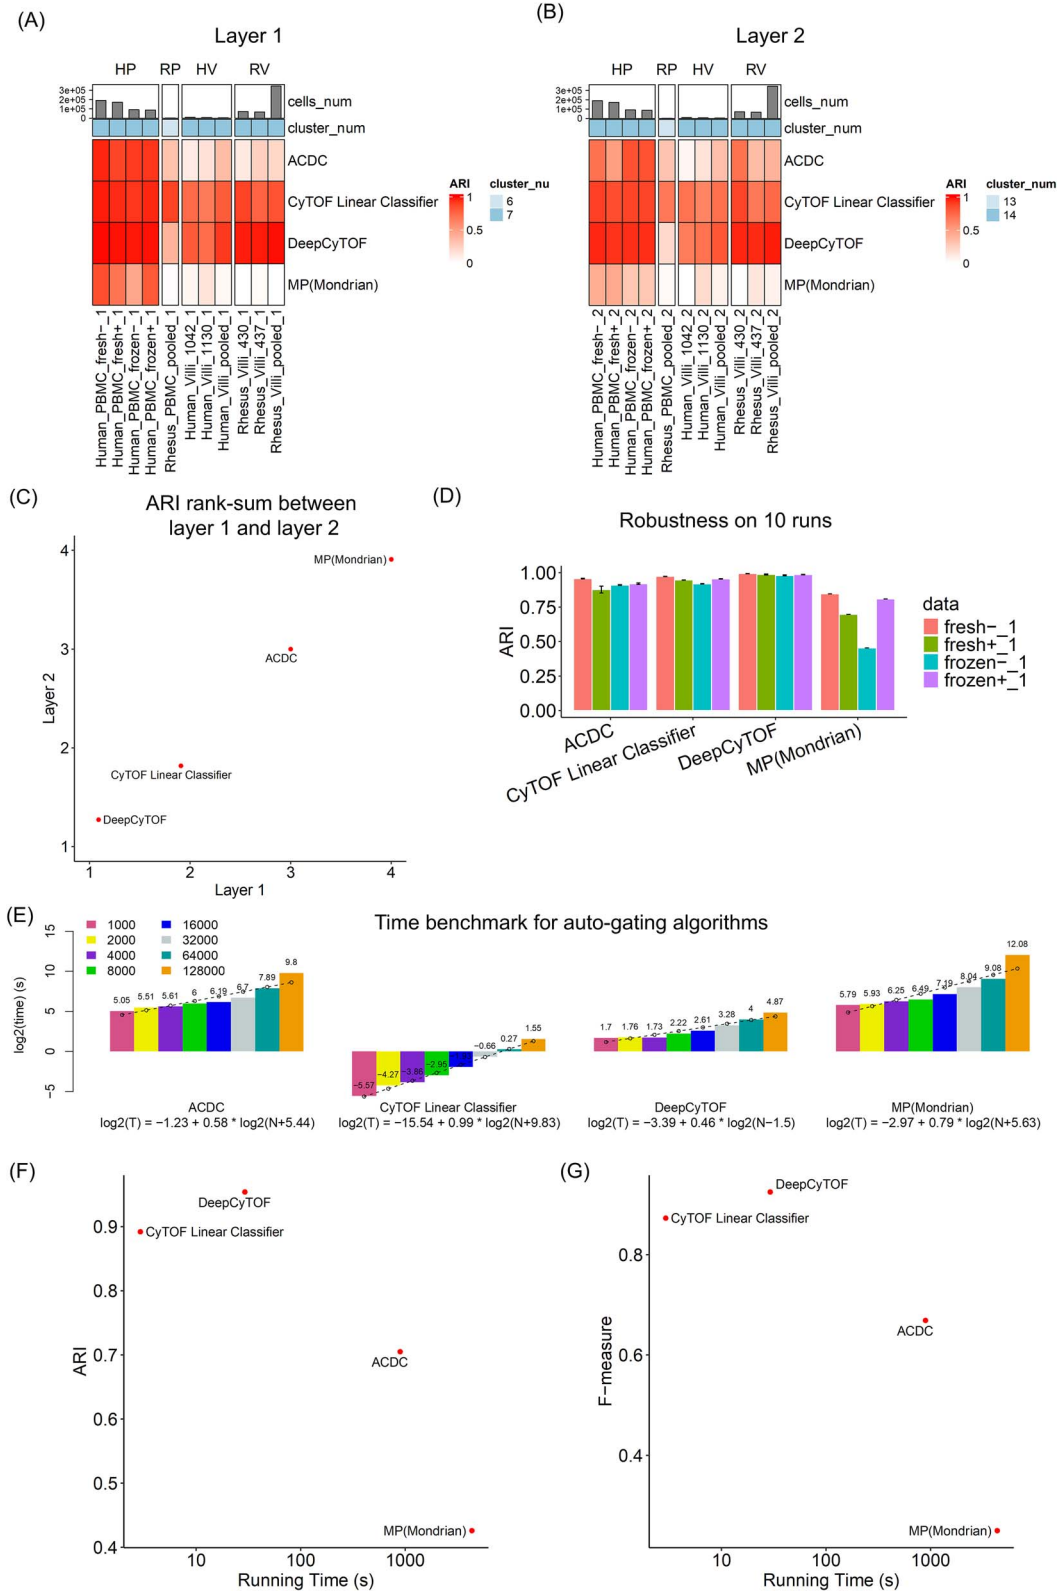 (A)
Layer 1
HP RP HV RV
3e+05
2e+05
1e+05
0
cells_num
cluster_num
ACDC
CyTOF Linear Classifier
DeepCyTOF
MP(Mondrian)
ARI
1
0.5
0
cluster_nu
6
7
Human_PBMC_fresh-_1
Human_PBMC_fresh+_1
Human_PBMC_frozen-_1
Human_PBMC_frozen+_1
Rhesus_PBMC_pooled_1
Human_Villi_1042_1
Human_Villi_1130_1
Human_Villi_pooled_1
Rhesus_Villi_430_1
Rhesus_Villi_437_1
Rhesus_Villi_pooled_1
(B)
Layer 2
HP RP HV RV
3e+05
2e+05
1e+05
0
cells_num
cluster_num
ACDC
CyTOF Linear Classifier
DeepCyTOF
MP(Mondrian)
ARI
1
0.5
0
cluster_num
13
14
Human_PBMC_fresh-_2
Human_PBMC_fresh+_2
Human_PBMC_frozen-_2
Human_PBMC_frozen+_2
Rhesus_PBMC_pooled_2
Human_Villi_1042_2
Human_Villi_1130_2
Human_Villi_pooled_2
Rhesus_Villi_430_2
Rhesus_Villi_437_2
Rhesus_Villi_pooled_2
(C)
ARI rank-sum between
layer 1 and layer 2
Layer 2
4
3
2
1
MP(Mondrian)
ACDC
CyTOF Linear Classifier
DeepCyTOF
1 2 3 4
Layer 1
(D)
Robustness on 10 runs
ARI
1.00
0.75
0.50
0.25
0.00
ACDC
CyTOF Linear Classifier
DeepCyTOF
MP(Mondrian)
data
fresh-_1
fresh+_1
frozen-_1
frozen+_1
(E)
Time benchmark for auto-gating algorithms
log2(time) (s)
15
10
5
0
-5
1000 16000
2000 32000
4000 64000
8000 128000
5.05 5.51 5.61 6 6.19 6.7 7.89 9.8
-5.57 -4.27 -3.86 -2.95 -0.66 0.27 1.55
1.7 1.76 1.73 2.22 2.61 3.28 4 4.87
5.79 5.93 6.25 6.49 7.19 8.04 9.08 12.08
ACDC
log2(T) = -1.23 + 0.58 * log2(N+5.44)
CyTOF Linear Classifier
log2(T) = -15.54 + 0.99 * log2(N+9.83)
DeepCyTOF
log2(T) = -3.39 + 0.46 * log2(N-1.5)
MP(Mondrian)
log2(T) = -2.97 + 0.79 * log2(N+5.63)
(F)
ARI
0.9
0.8
0.7
0.6
0.5
0.4
DeepCyTOF
CyTOF Linear Classifier
ACDC
MP(Mondrian)
10 100 1000
Running Time (s)
(G)
F-measure
0.8
0.6
0.4
DeepCyTOF
CyTOF Linear Classifier
ACDC
MP(Mondrian)
10 100 1000
Running Time (s)